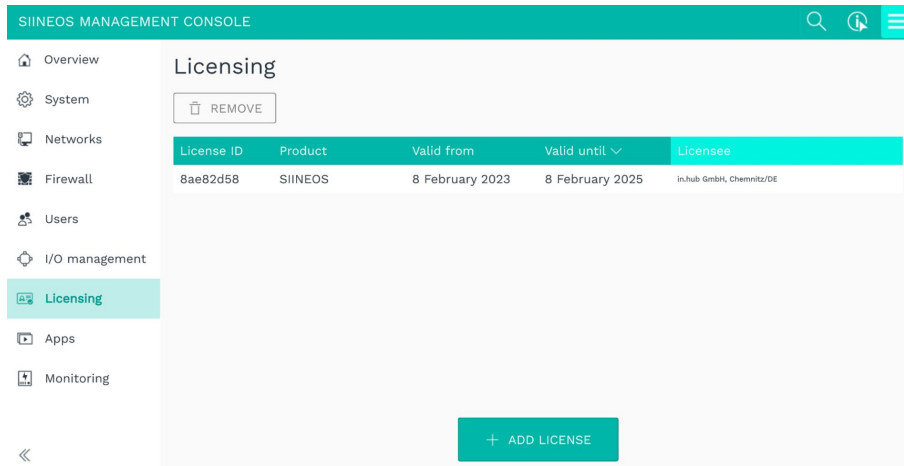 SIINEOS MANAGEMENT CONSOLE
Overview
System
Networks
Firewall
Users
I/O management
Licensing
Apps
Monitoring
Licensing
REMOVE
License ID Product Valid from Valid until Licensee
8ae82d58 SIINEOS 8 February 2023 8 February 2025 in.hub GmbH, Chemnitz/DE
+ ADD LICENSE